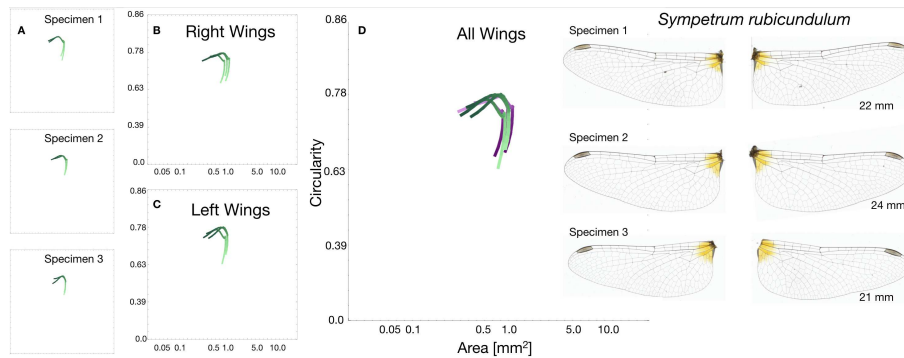 A
Specimen 1
Specimen 2
Specimen 3
B
Right Wings
0.86
0.78
0.63
0.39
0.0
0.05 0.1 0.5 1.0 5.0 10.0
C
Left Wings
0.86
0.78
0.63
0.39
0.0
0.05 0.1 0.5 1.0 5.0 10.0
D
All Wings
0.86
0.78
0.63
0.39
0.0
Circularity
0.05 0.1 0.5 1.0 5.0 10.0
Area [mm²]
Sympetrum rubicundulum
Specimen 1
22 mm
Specimen 2
24 mm
Specimen 3
21 mm